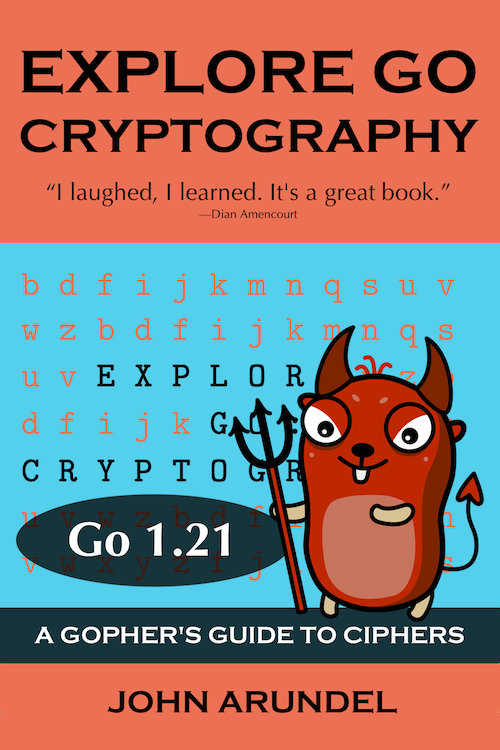 EXPLORE GO
CRYPTOGRAPHY
“I laughed, I learned. It's a great book.”
—Dian Amencourt
b d f i j k m n q s u v
w z b d f i j k m n q s
u v E X P L O R z
d f i j k G O :
C R Y P T O G R
u v w z b d f i n
v w x y z f j
Go 1.21
A GOPHER'S GUIDE TO CIPHERS
JOHN ARUNDEL